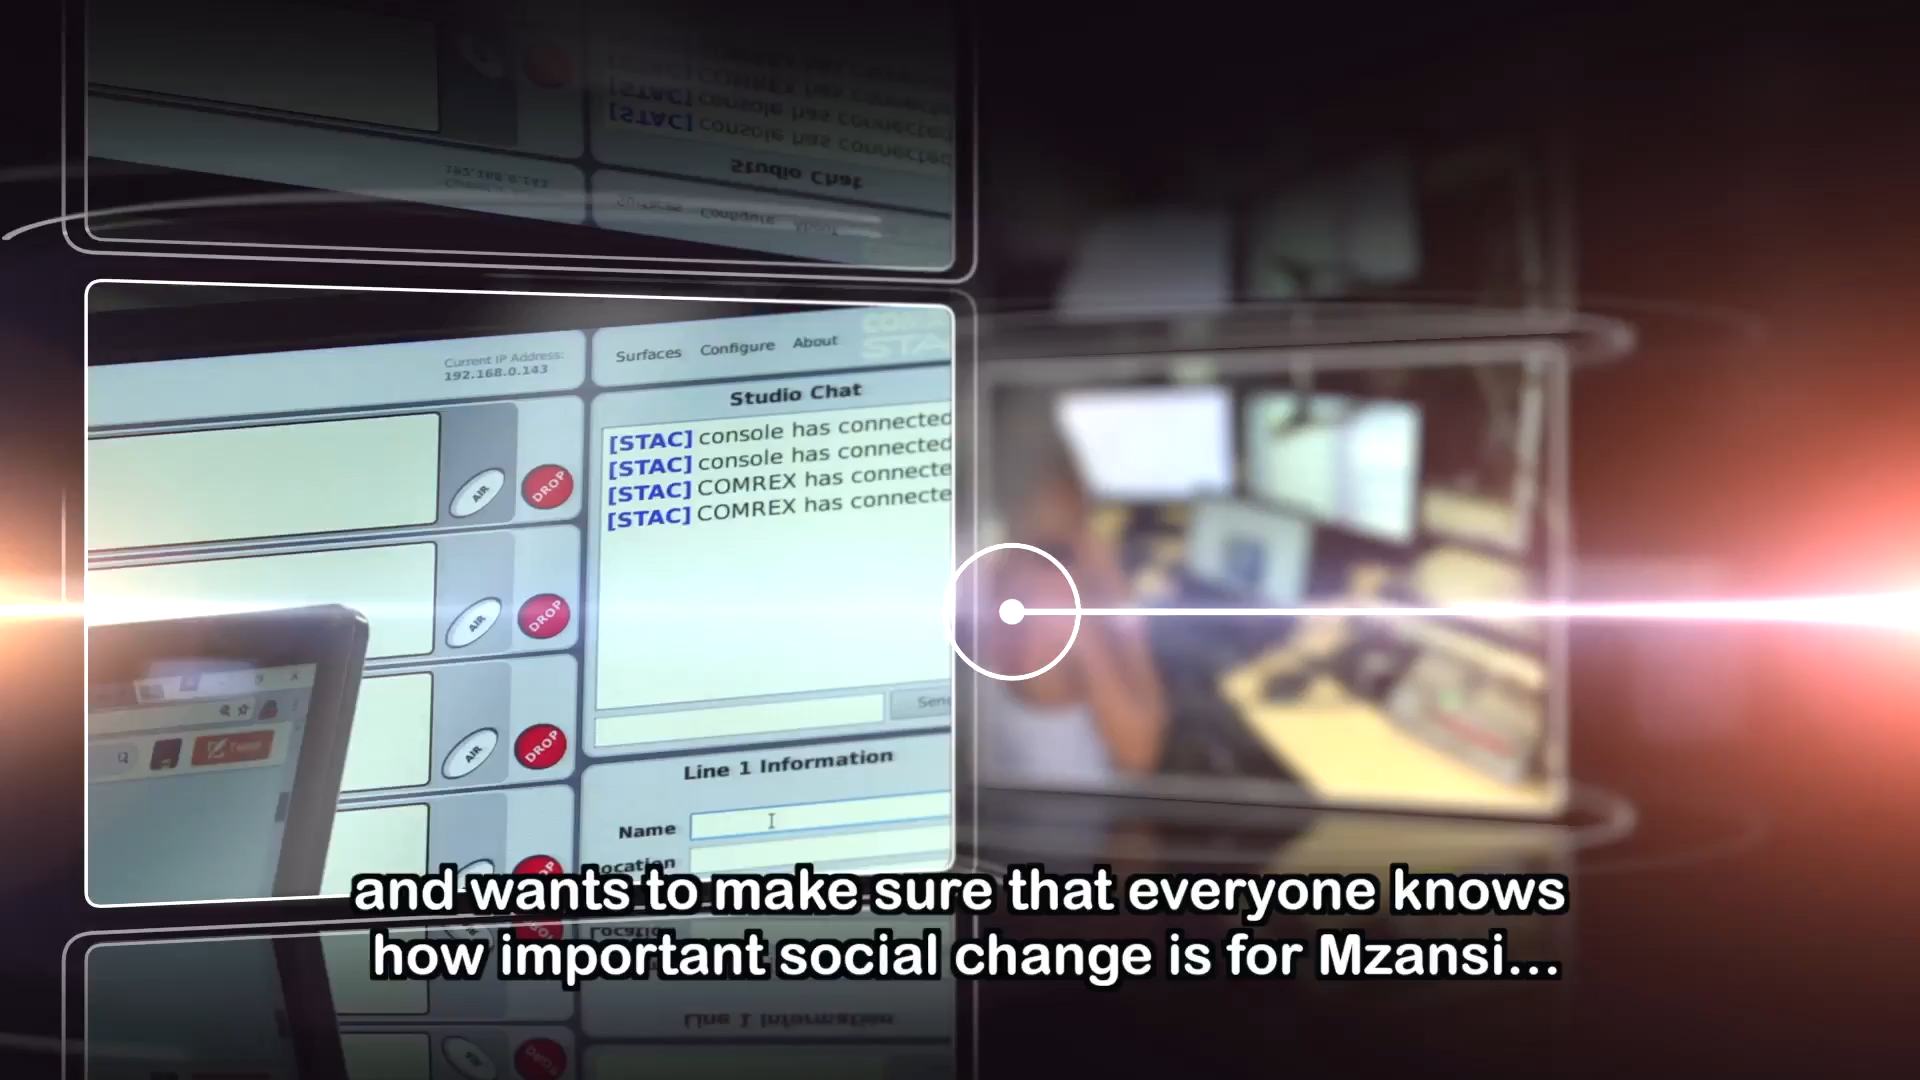 Current IP Address:
192.168.0.143
Surfaces Configure About
Studio Chat
[STAC] console has connected
[STAC] console has connected
[STAC] COMREX has connecte
[STAC] COMREX has connecte
AIR DROP
AIR DROP
AIR DROP
Send
Line 1 Information
Name
ocation
and wants to make sure that everyone knows
how important social change is for Mzansi...